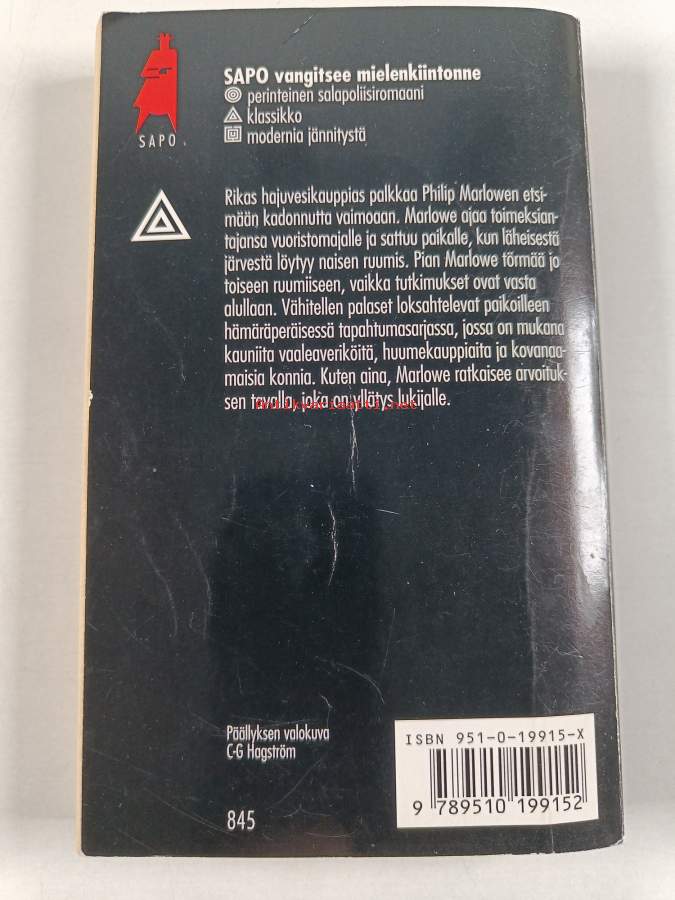 SAPO
SAPO vangitsee mielenkiintonne
perinteinen salapoliisiromaani
klassikko
modernia jännitystä
Rikas hajuvesikauppias palkkaa Philip Marlowen etsi-
mään kadonnutta vaimoaan. Marlowe ajaa toimeksian-
tajansa vuoristomajalle ja sattuu paikalle, kun läheisestä
järvestä löytyy naisen ruumis. Pian Marlowe törmää jo
toiseen ruumiiseen, vaikka tutkimukset ovat vasta
alullaan. Vähitellen palaset loksahtelevat paikoilleen
hämäräperäisessä tapahtumasarjassa, jossa on mukana
kauniita vaaleaveriköitä, huumekauppiaita ja kovanaa-
maisia konnia. Kuten aina, Marlowe ratkaisee arvoituk-
sen tavalla, joka on yllätys lukijalle.
Antikvariaatti.net
Päällyksen valokuva
C-G Hagström
845
ISBN 951-0-19915-X
9 789510 199152